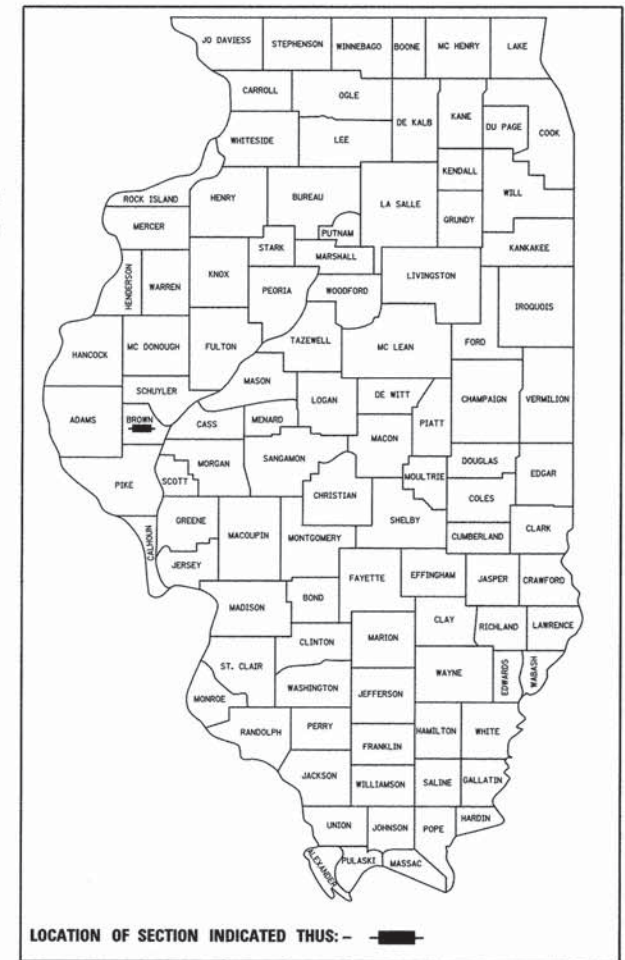 JO DAVIESS STEPHENSON WINNEBAGO BOONE MC HENRY LAKE
CARROLL OGLE DE KALB KANE DU PAGE COOK
WHITESIDE LEE
KENDALL WILL
ROCK ISLAND HENRY BUREAU LA SALLE GRUNDY
MERCER PUTNAM
STARK MARSHALL KANKAKEE
HENDERSON WARREN KNOX PEORIA WOODFORD LIVINGSTON
IROQUOIS
HANCOCK MC DONOUGH FULTON TAZEWELL MC LEAN FORD
MASON
SCHUYLER LOGAN DE WITT CHAMPAIGN VERMILION
ADAMS BROWN CASS MENARD MACON PIATT
SANGAMON DOUGLAS
MORGAN MOULTRIE EDGAR
PIKE SCOTT CHRISTIAN COLES
GREENE SHELBY CLARK
CALHOUN MACOUPIN MONTGOMERY CUMBERLAND
JERSEY FAYETTE EFFINGHAM JASPER CRAWFORD
MADISON BOND
CLAY RICHLAND LAWRENCE
CLINTON MARION
ST. CLAIR WAYNE EDWARDS WABASH
WASHINGTON JEFFERSON
MONROE
RANDOLPH PERRY HAMILTON WHITE
FRANKLIN
JACKSON WILLIAMSON SALINE GALLATIN
UNION JOHNSON POPE HARDIN
ALEXANDER PULASKI MASSAC
LOCATION OF SECTION INDICATED THUS: –